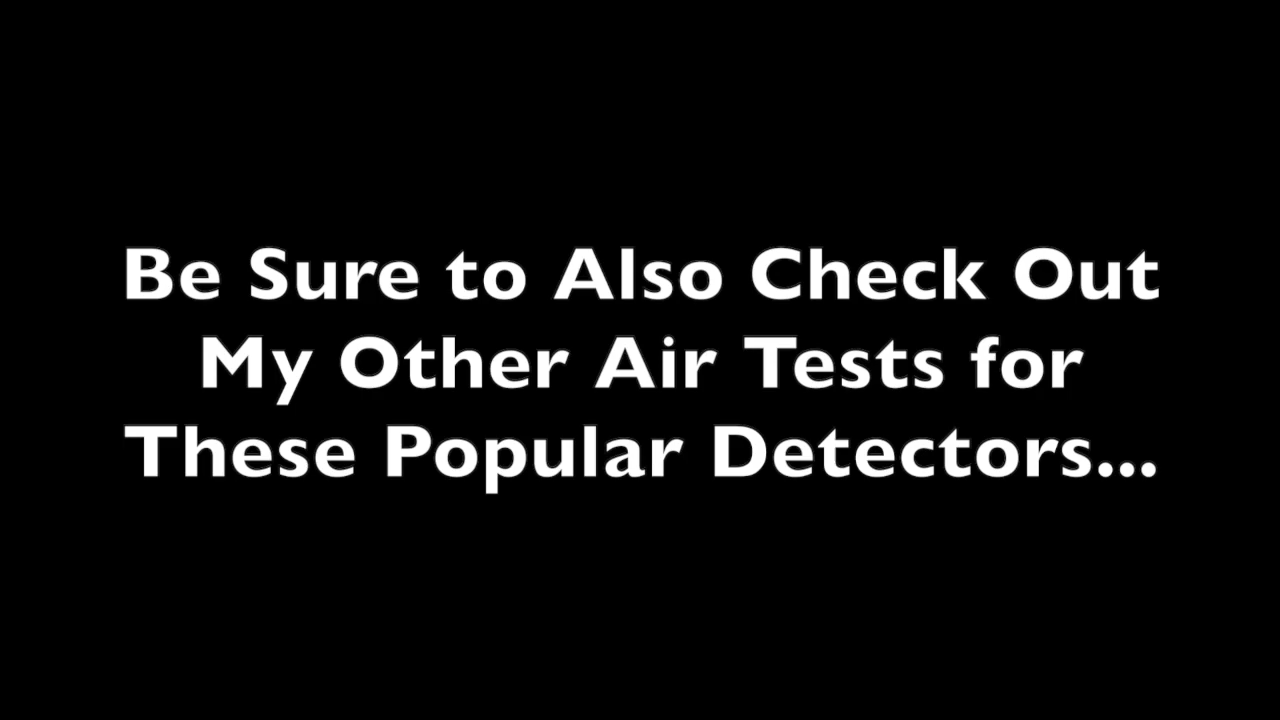 Be Sure to Also Check Out
My Other Air Tests for
These Popular Detectors...